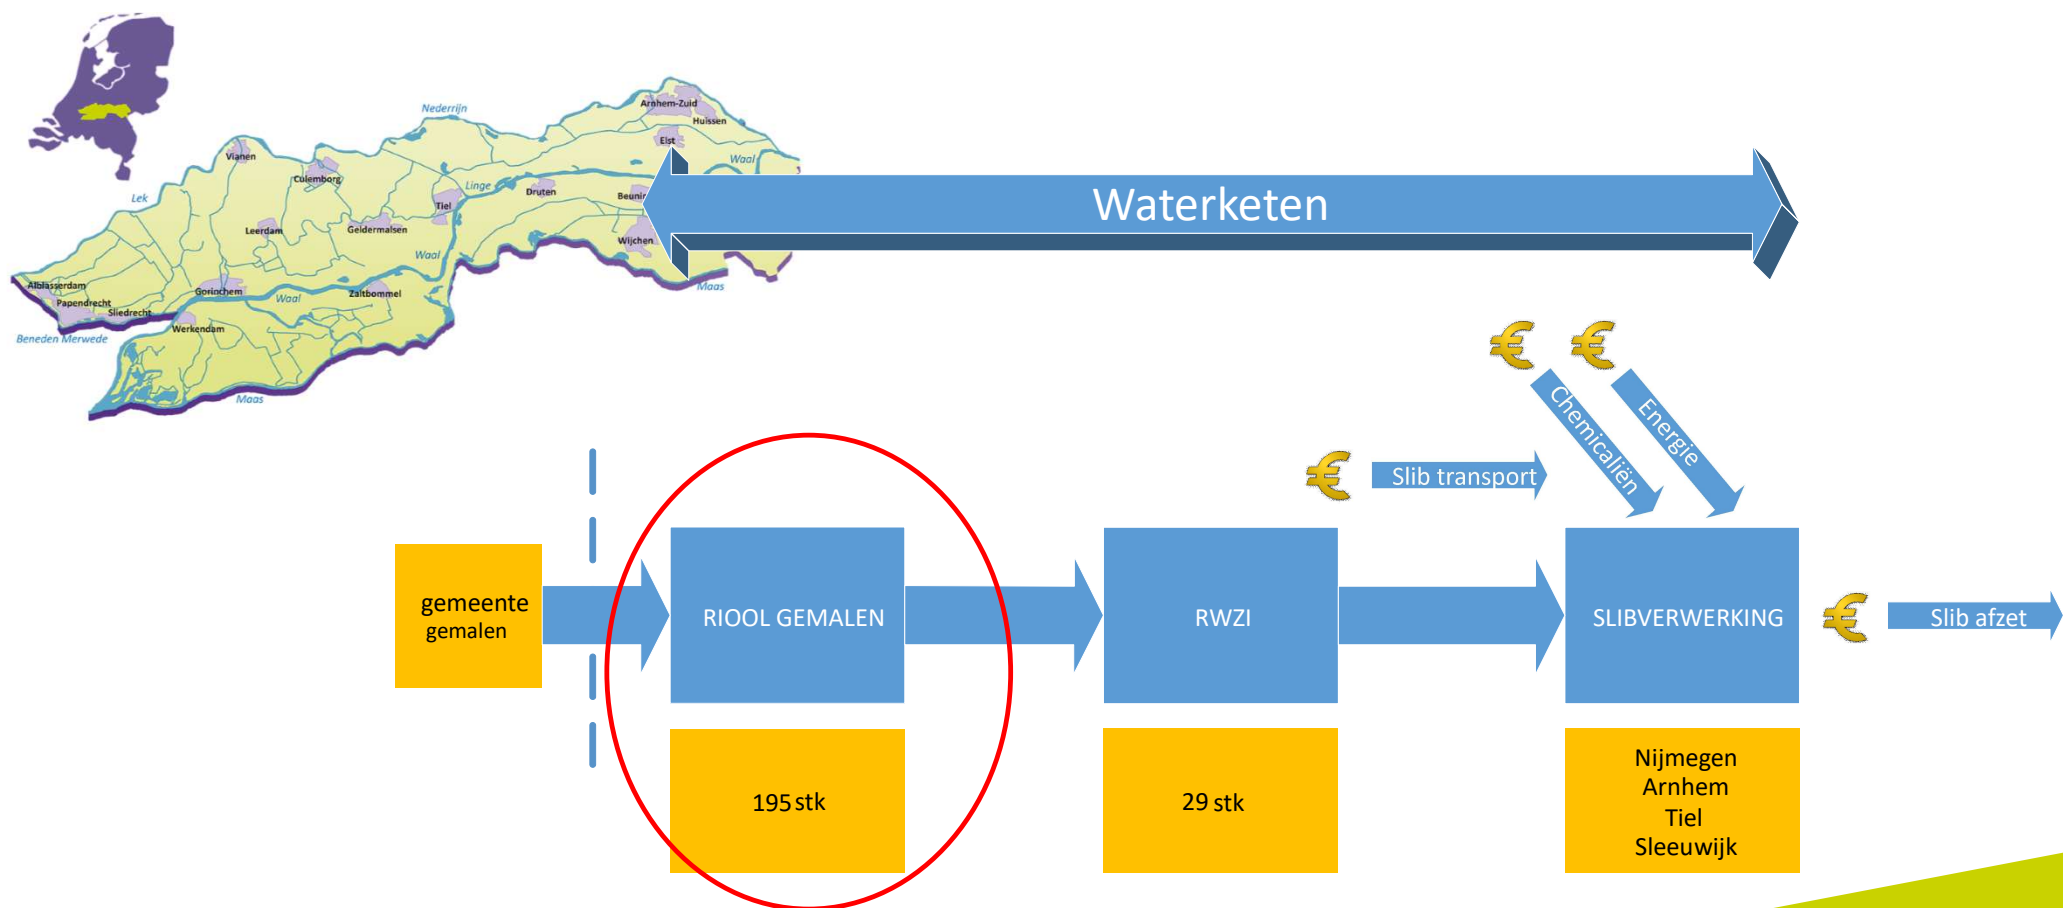 Nederrijn
Arnhem-Zuid
Huissen
Elst
Vianen
Waal
Culemborg
Linge
Druten
Lek
Tiel
Waterketen
Leerdam
Geldermalsen
Wijchen
Waal
Alblasserdam
Gorinchem
Waal
Zaltbommel
Maas
Papendrecht
Sliedrecht
Werkendam
Beneden Merwede
Maas
€ €
Chemicaliën
Energie
€ Slib transport
gemeente
gemalen
RIOOL GEMALEN
RWZI
SLIBVERWERKING
€ Slib afzet
195 stk
29 stk
Nijmegen
Arnhem
Tiel
Sleeuwijk